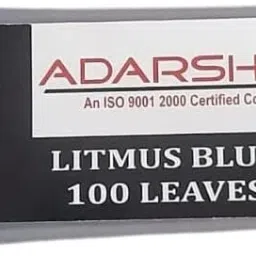 ADARSH
An ISO 9001 2000 Certified Co
LITMUS BLU
100 LEAVES